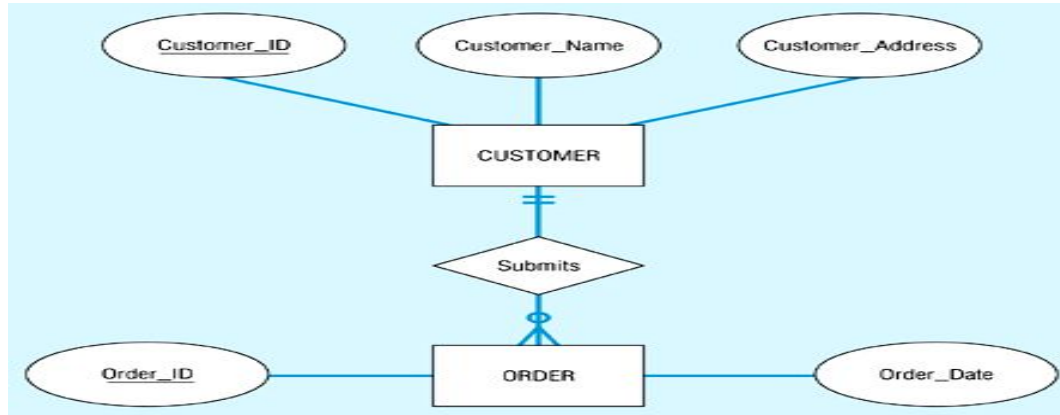 Customer_ID
Customer_Name
Customer_Address
CUSTOMER
Submits
Order_ID
ORDER
Order_Date